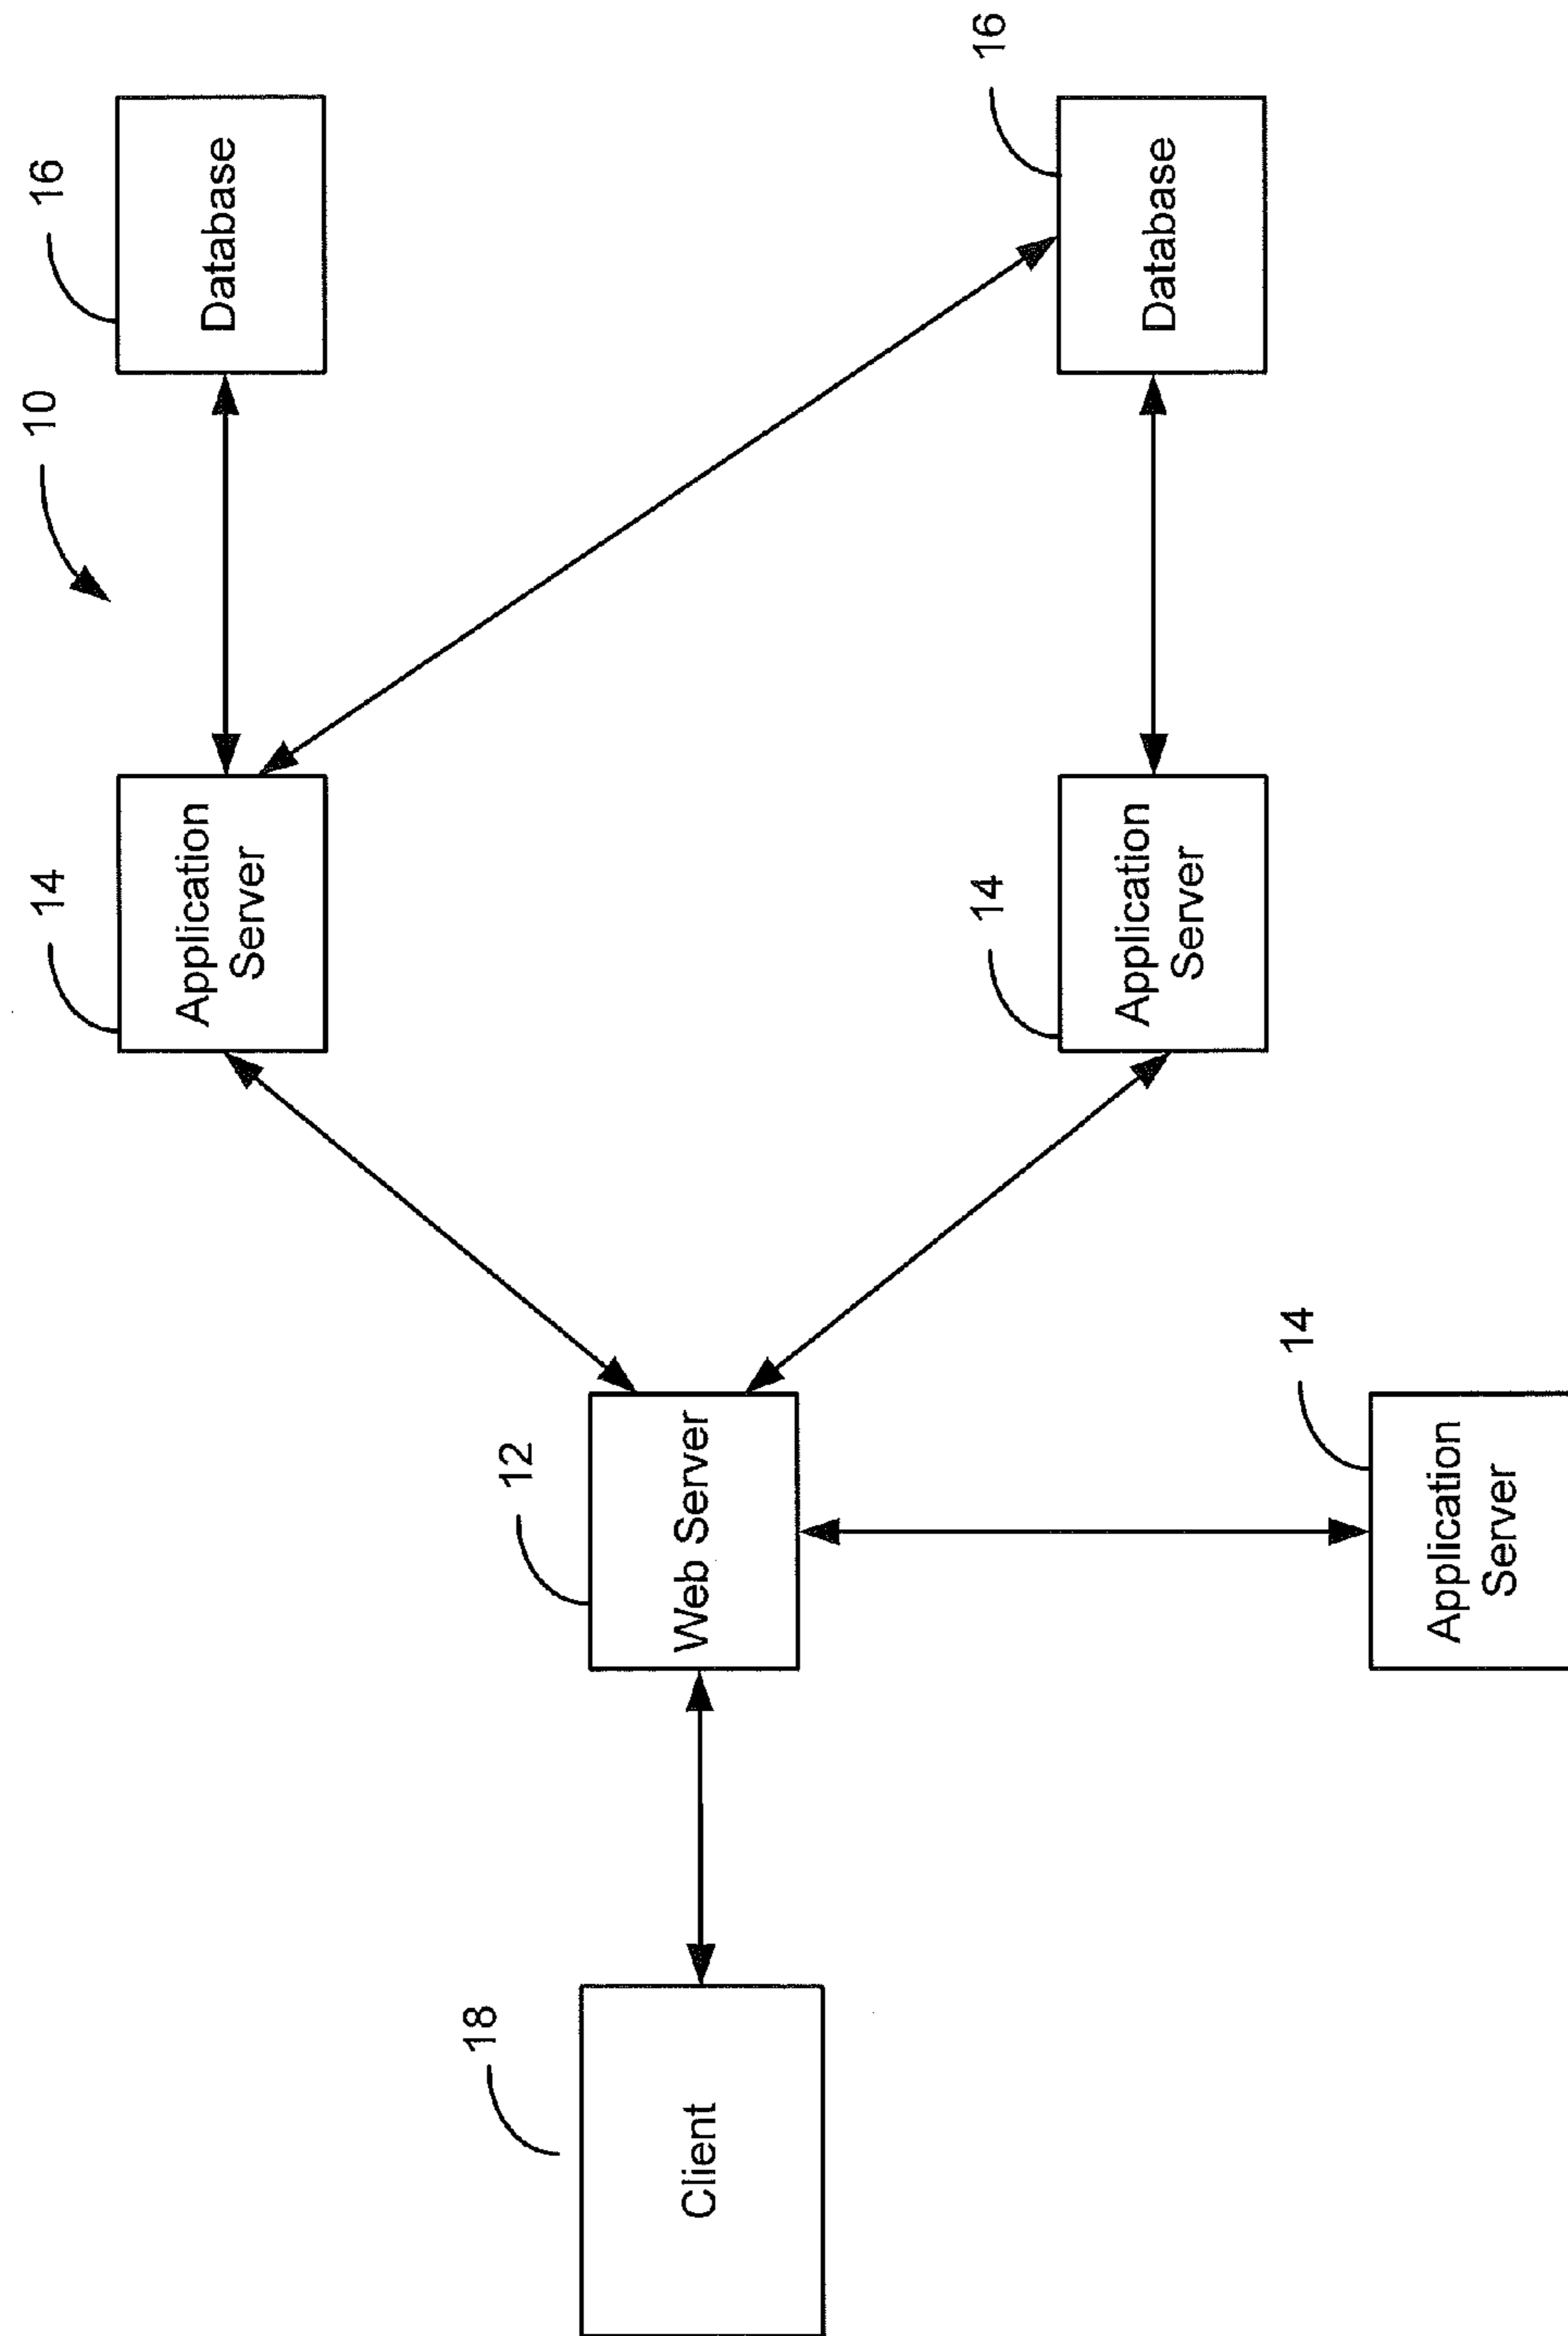 14
10
16
Application
Server
Database
18
12
Client
Web Server
14
16
Application
Server
Database
14
Application
Server